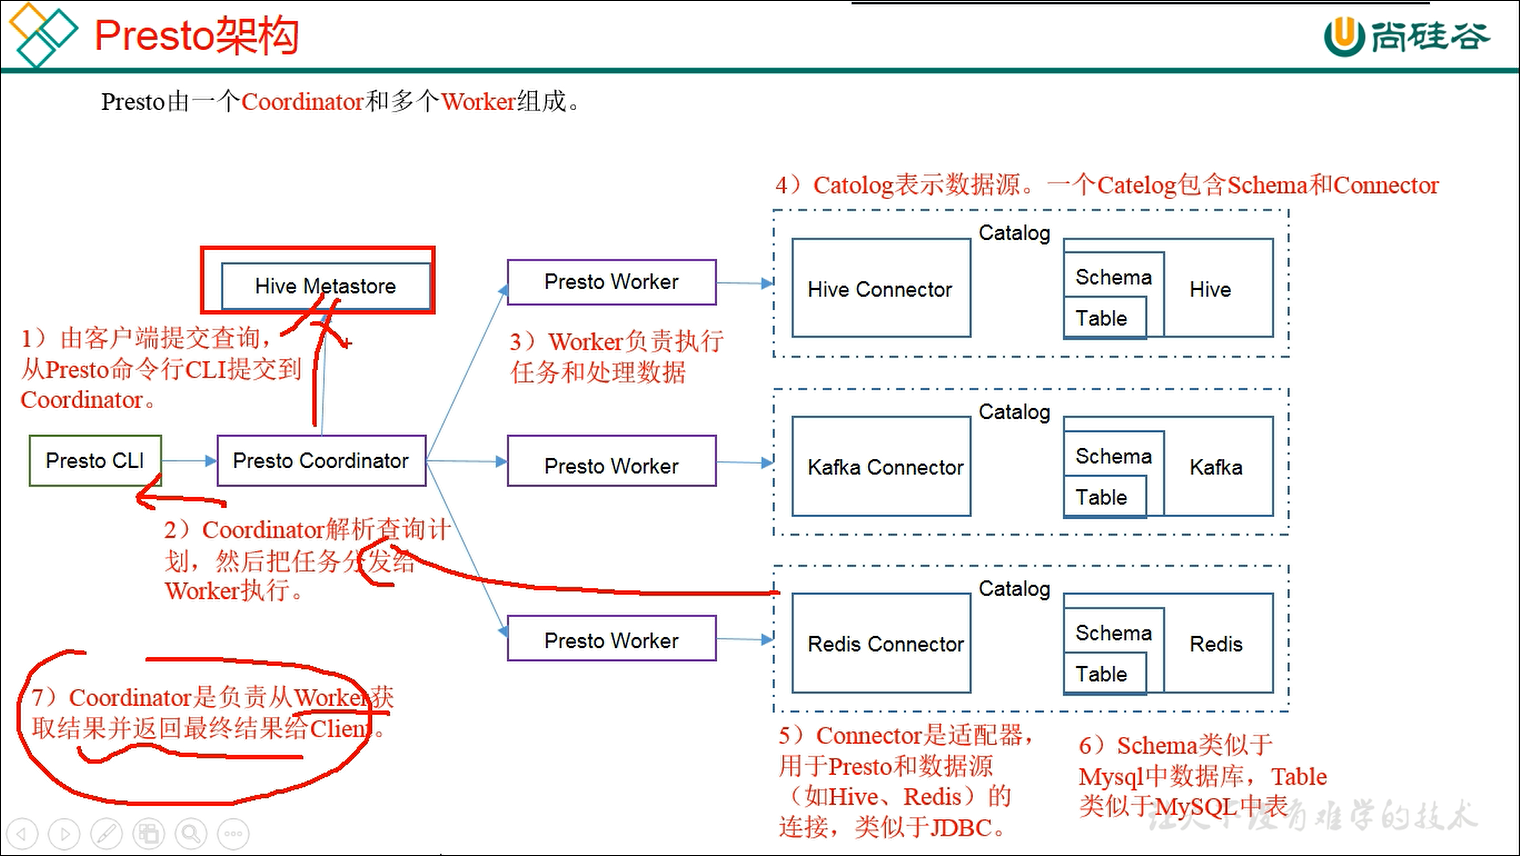 Presto架构
尚硅谷
Presto由一个Coordinator和多个Worker组成。
4）Catolog表示数据源。一个Catelog包含Schema和Connector
Hive Metastore
1）由客户端提交查询，
从Presto命令行CLI提交到
Coordinator。
Presto CLI
Presto Coordinator
2）Coordinator解析查询计
划，然后把任务分发给
Worker执行。
Presto Worker
3）Worker负责执行
任务和处理数据
Presto Worker
Presto Worker
Catalog
Hive Connector
Schema
Table
Hive
Catalog
Kafka Connector
Schema
Table
Kafka
Catalog
Redis Connector
Schema
Table
Redis
7）Coordinator是负责从Worker获
取结果并返回最终结果给Client。
5）Connector是适配器，
用于Presto和数据源
（如Hive、Redis）的
连接，类似于JDBC。
6）Schema类似于
Mysql中数据库，Table
类似于MySQL中表
让天下没有难学的技术